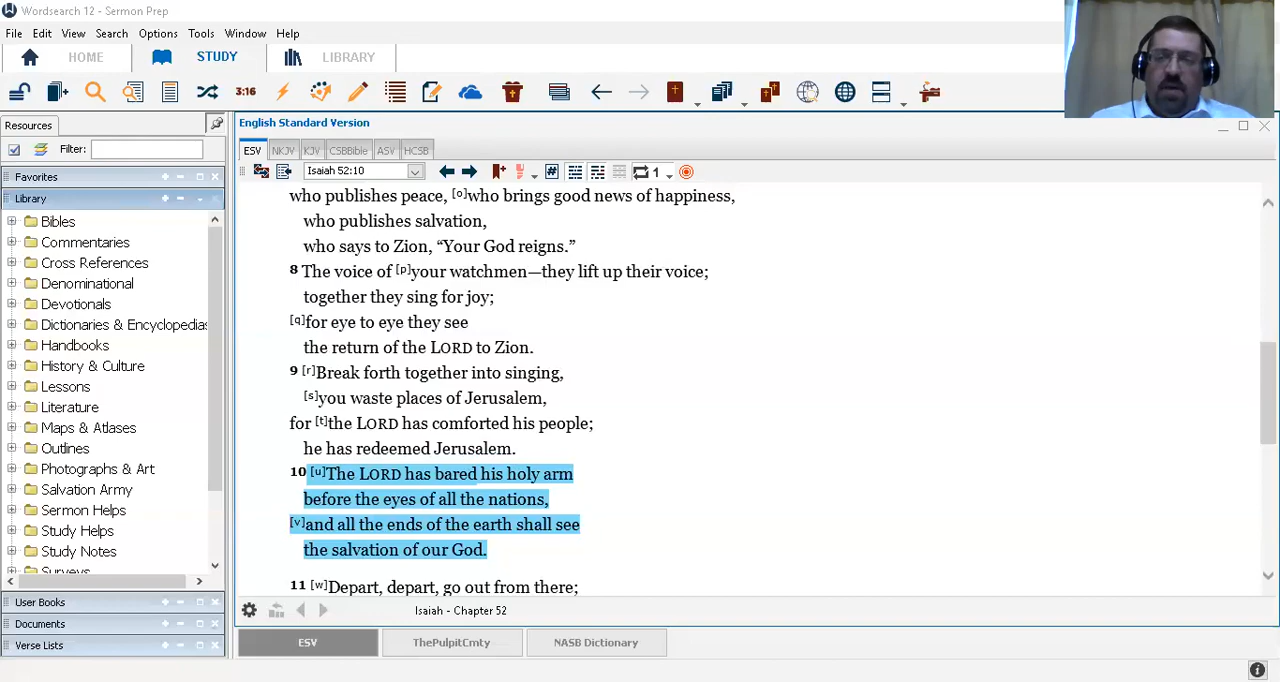 Wordsearch 12 - Sermon Prep
File Edit View Search Options Tools Window Help
HOME STUDY LIBRARY
3:16
Resources
English Standard Version
Filter:
ESV NKJV KJV CSBBible ASV HCSB
Isaiah 52:10
1
Favorites
Library
Bibles
Commentaries
Cross References
Denominational
Devotionals
Dictionaries & Encyclopedias
Handbooks
History & Culture
Lessons
Literature
Maps & Atlases
Outlines
Photographs & Art
Salvation Army
Sermon Helps
Study Helps
Study Notes
Surveys
User Books
Documents
Verse Lists
who publishes peace, [o]who brings good news of happiness,
who publishes salvation,
who says to Zion, “Your God reigns.”
8 The voice of [p]your watchmen—they lift up their voice;
together they sing for joy;
[q]for eye to eye they see
the return of the LORD to Zion.
9 [r]Break forth together into singing,
[s]you waste places of Jerusalem,
for [t]the LORD has comforted his people;
he has redeemed Jerusalem.
10 [u]The LORD has bared his holy arm
before the eyes of all the nations,
[v]and all the ends of the earth shall see
the salvation of our God.
11 [w]Depart, depart, go out from there;
Isaiah - Chapter 52
ESV ThePulpitCmty NASB Dictionary